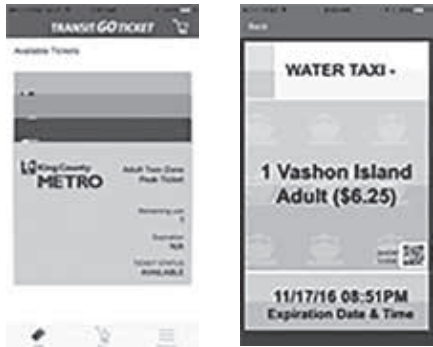 TRANSIT GO TICKET
Available Tickets
King County
METRO
Adult Two Zone
Peak Ticket
Remaining use
Expiration
N/A
TICKET STATUS
AVAILABLE
Back
WATER TAXI -
1 Vashon Island
Adult ($6.25)
11/17/16 08:51PM
Expiration Date & Time